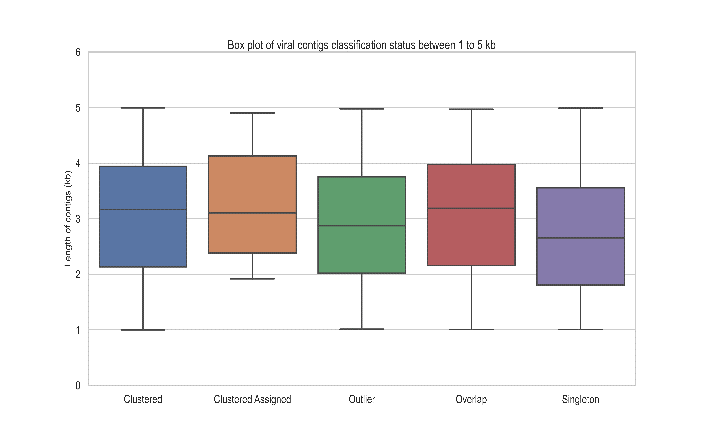 Box plot of viral contigs classification status between 1 to 5 kb
6
5
4
3
2
1
0
Length of contigs (kb)
Clustered Clustered Assigned Outlier Overlap Singleton